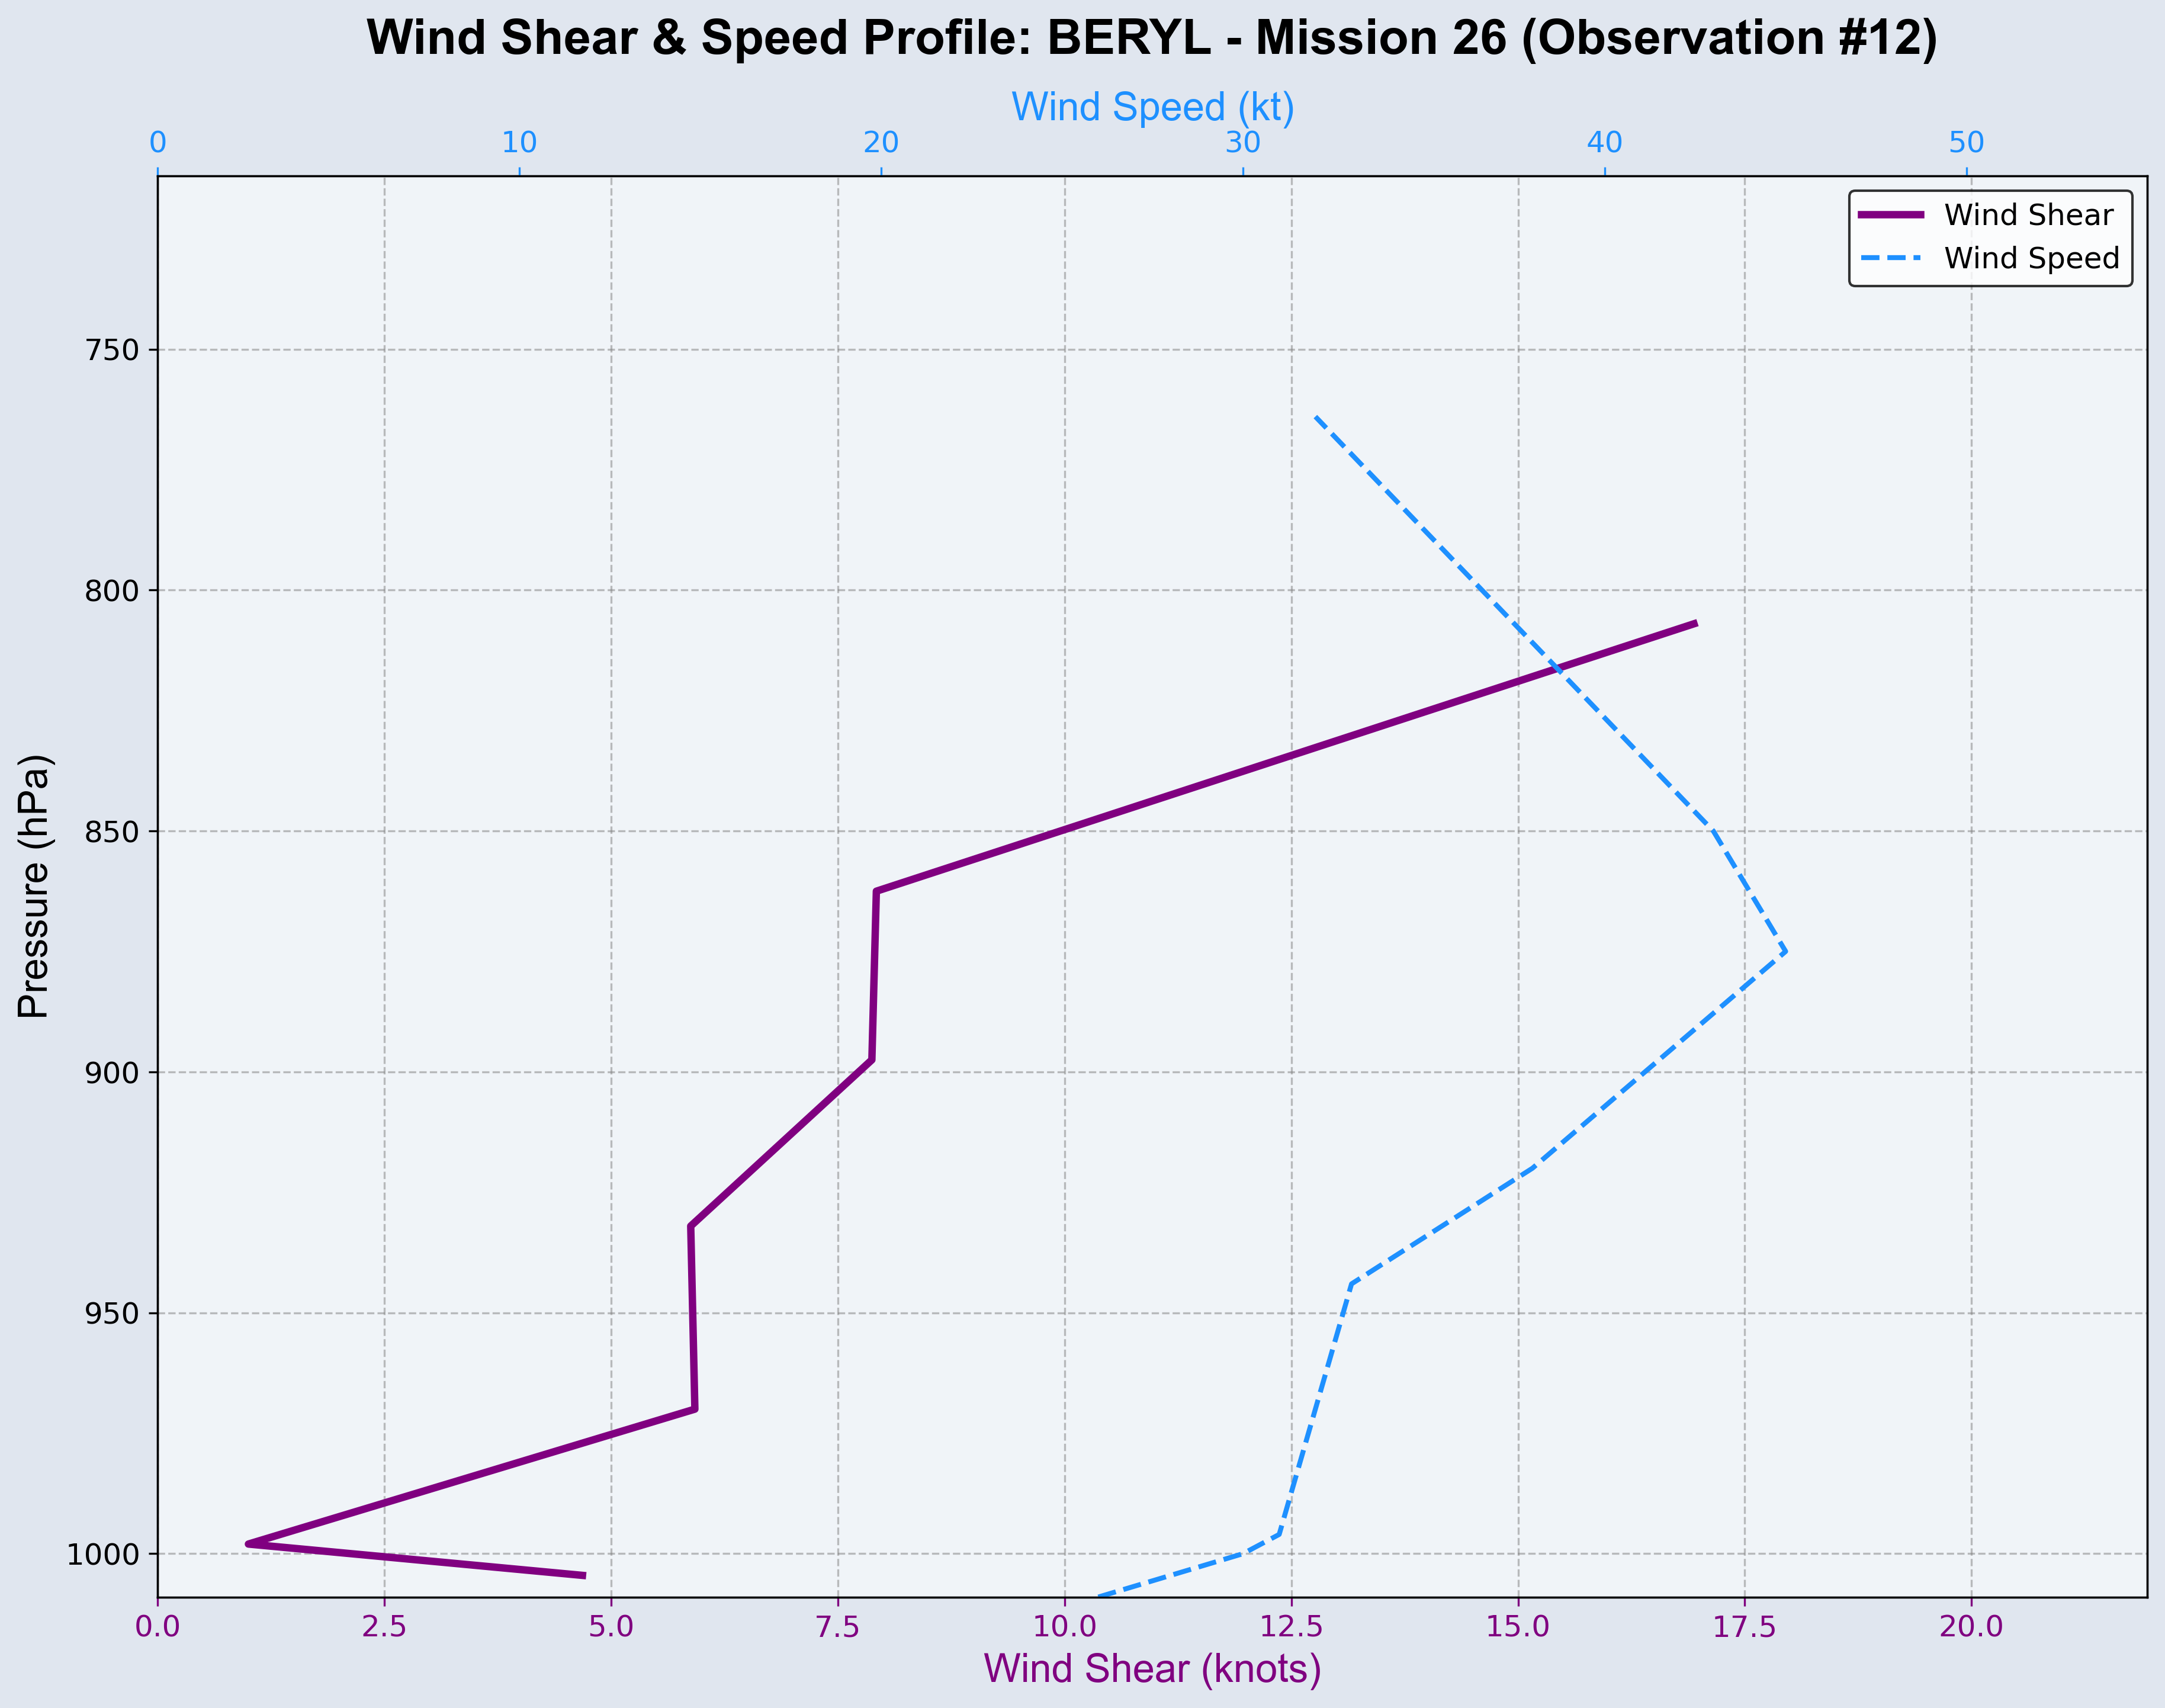 Wind Shear & Speed Profile: BERYL - Mission 26 (Observation #12)
Wind Speed (kt)
0 10 20 30 40 50
Wind Shear
Wind Speed
750
800
850
900
950
1000
Pressure (hPa)
0.0 2.5 5.0 7.5 10.0 12.5 15.0 17.5 20.0
Wind Shear (knots)